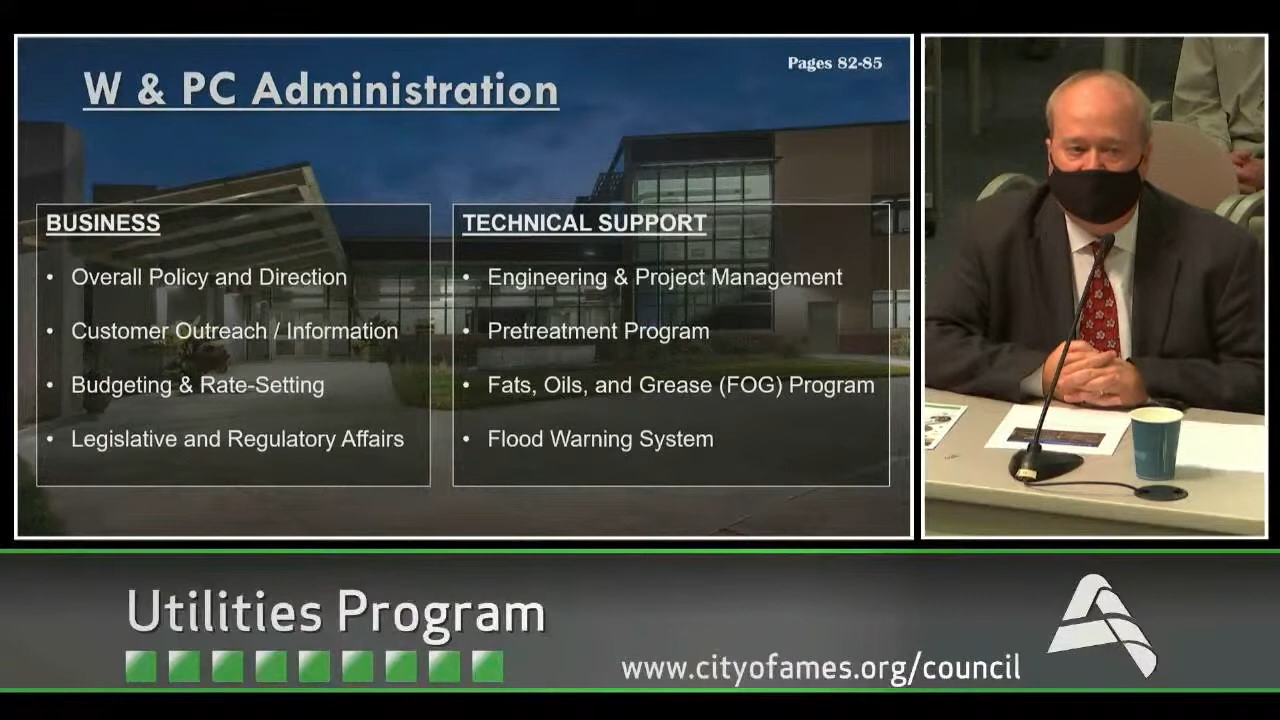 W & PC Administration
Pages 82-85
BUSINESS
• Overall Policy and Direction
• Customer Outreach / Information
• Budgeting & Rate-Setting
• Legislative and Regulatory Affairs
TECHNICAL SUPPORT
• Engineering & Project Management
• Pretreatment Program
• Fats, Oils, and Grease (FOG) Program
• Flood Warning System
Utilities Program
www.cityofames.org/council